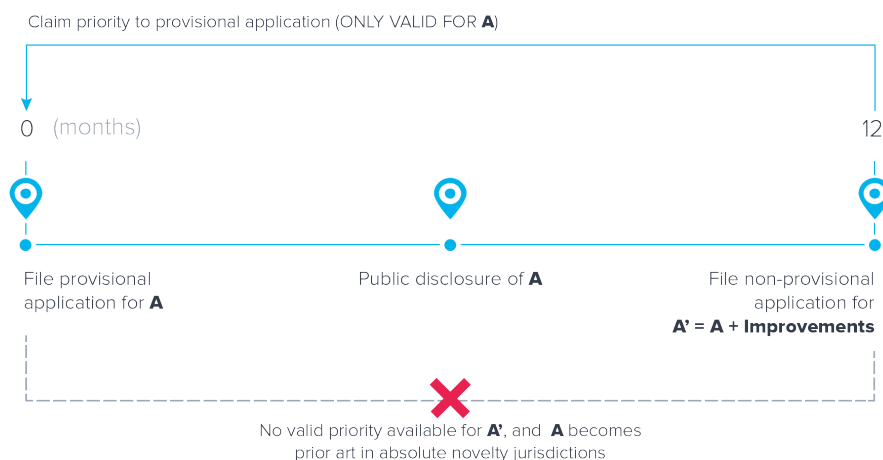 Claim priority to provisional application (ONLY VALID FOR A)
0 (months)
12
File provisional
application for A
Public disclosure of A
File non-provisional
application for
A’ = A + Improvements
No valid priority available for A’, and A becomes
prior art in absolute novelty jurisdictions